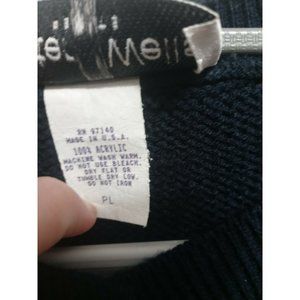 RN 97140
MADE IN U.S.A.
100% ACRYLIC
MACHINE WASH WARM.
DO NOT USE BLEACH.
DRY FLAT OR
TUMBLE DRY LOW.
DO NOT IRON
PL